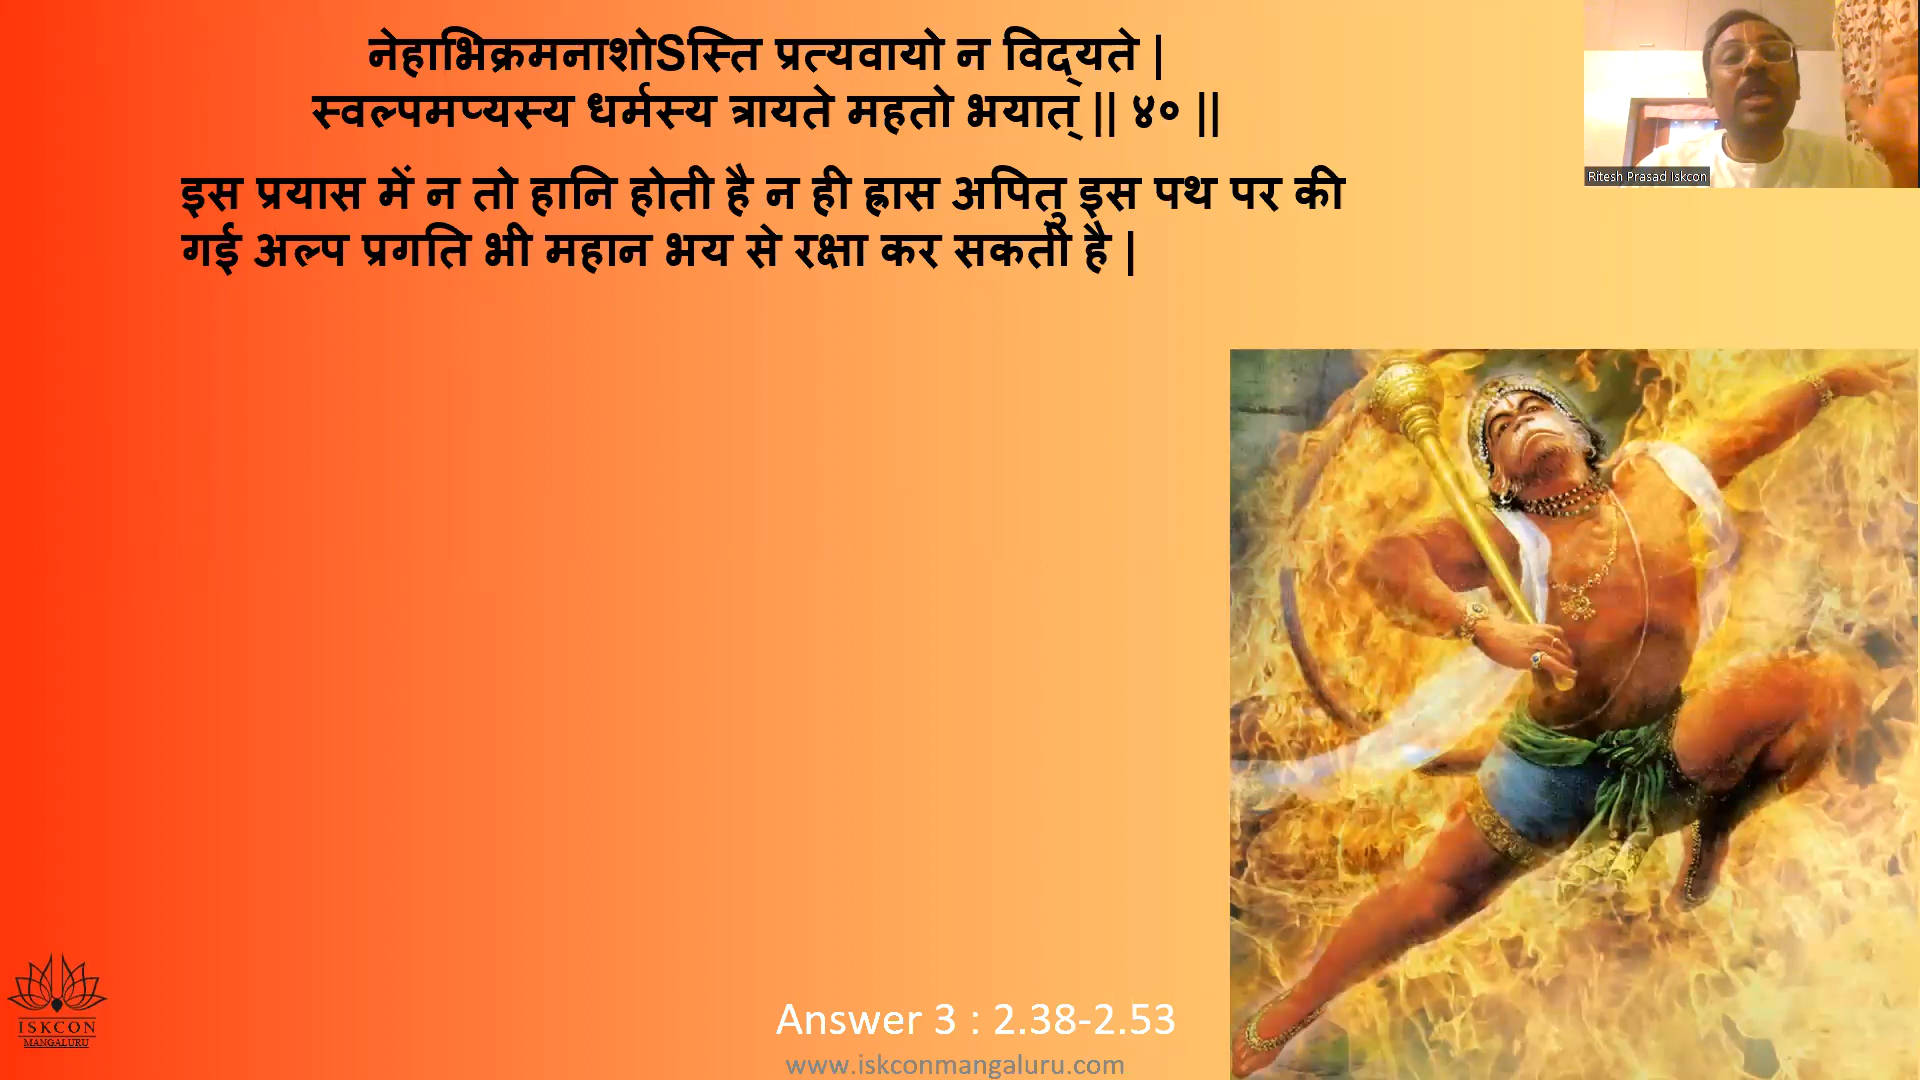 नेहाभिक्रमनाशोSस्ति प्रत्यवायो न विद्यते |
स्वल्पमप्यस्य धर्मस्य त्रायते महतो भयात् || ४० ||
इस प्रयास में न तो हानि होती है न ही ह्रास अपितु इस पथ पर की
गई अल्प प्रगति भी महान भय से रक्षा कर सकती है |
Ritesh Prasad Iskcon
ISKCON
MANGALURU
Answer 3 : 2.38-2.53
www.iskconmangaluru.com